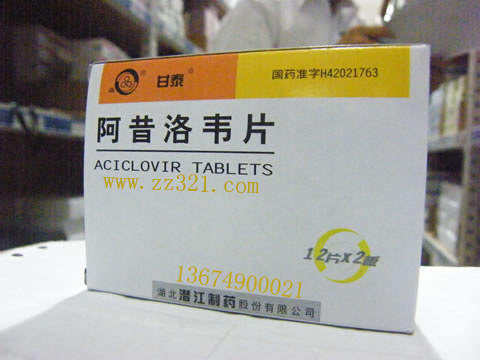 甘泰
国药准字H42021763
阿昔洛韦片
ACICLOVIR TABLETS
www.zz321.com
12片x2板
13674900021
湖北潜江制药股份有限公司